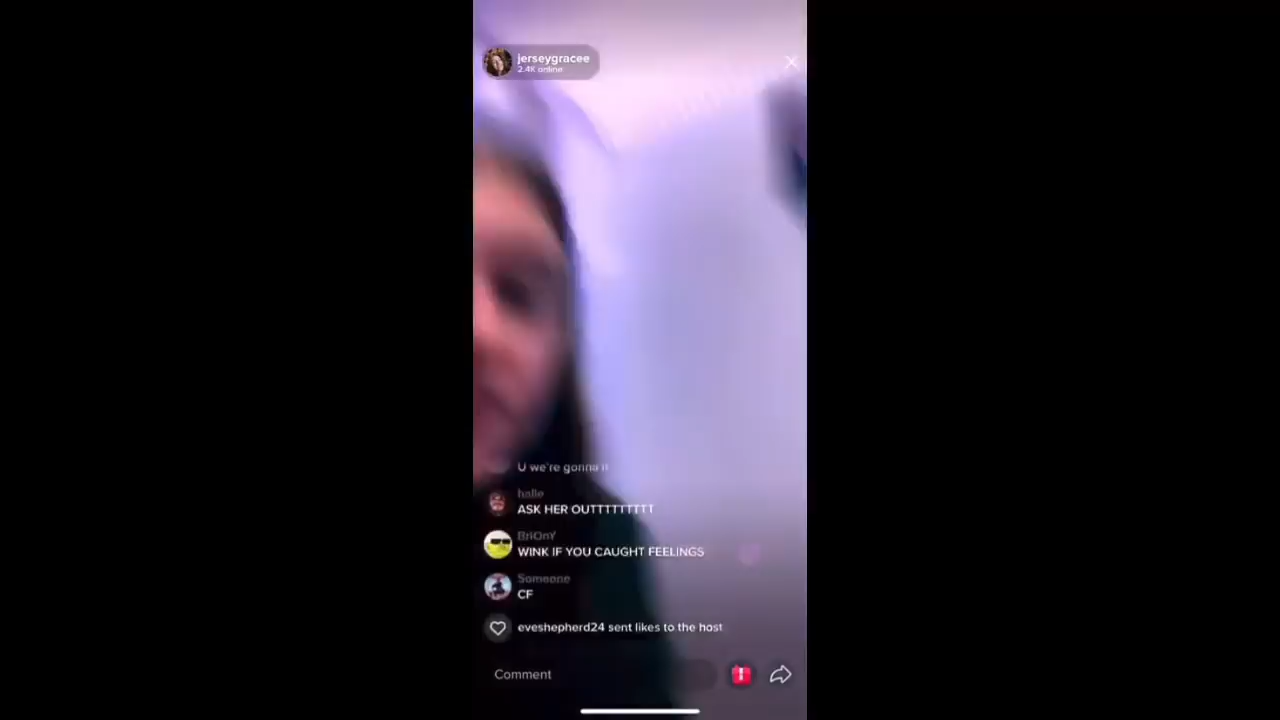 jerseygracee
2.4K online
U we're gonna
halle
ASK HER OUTTTTTTTTT
BriOnY
WINK IF YOU CAUGHT FEELINGS
Someone
CF
eveshepherd24 sent likes to the host
Comment